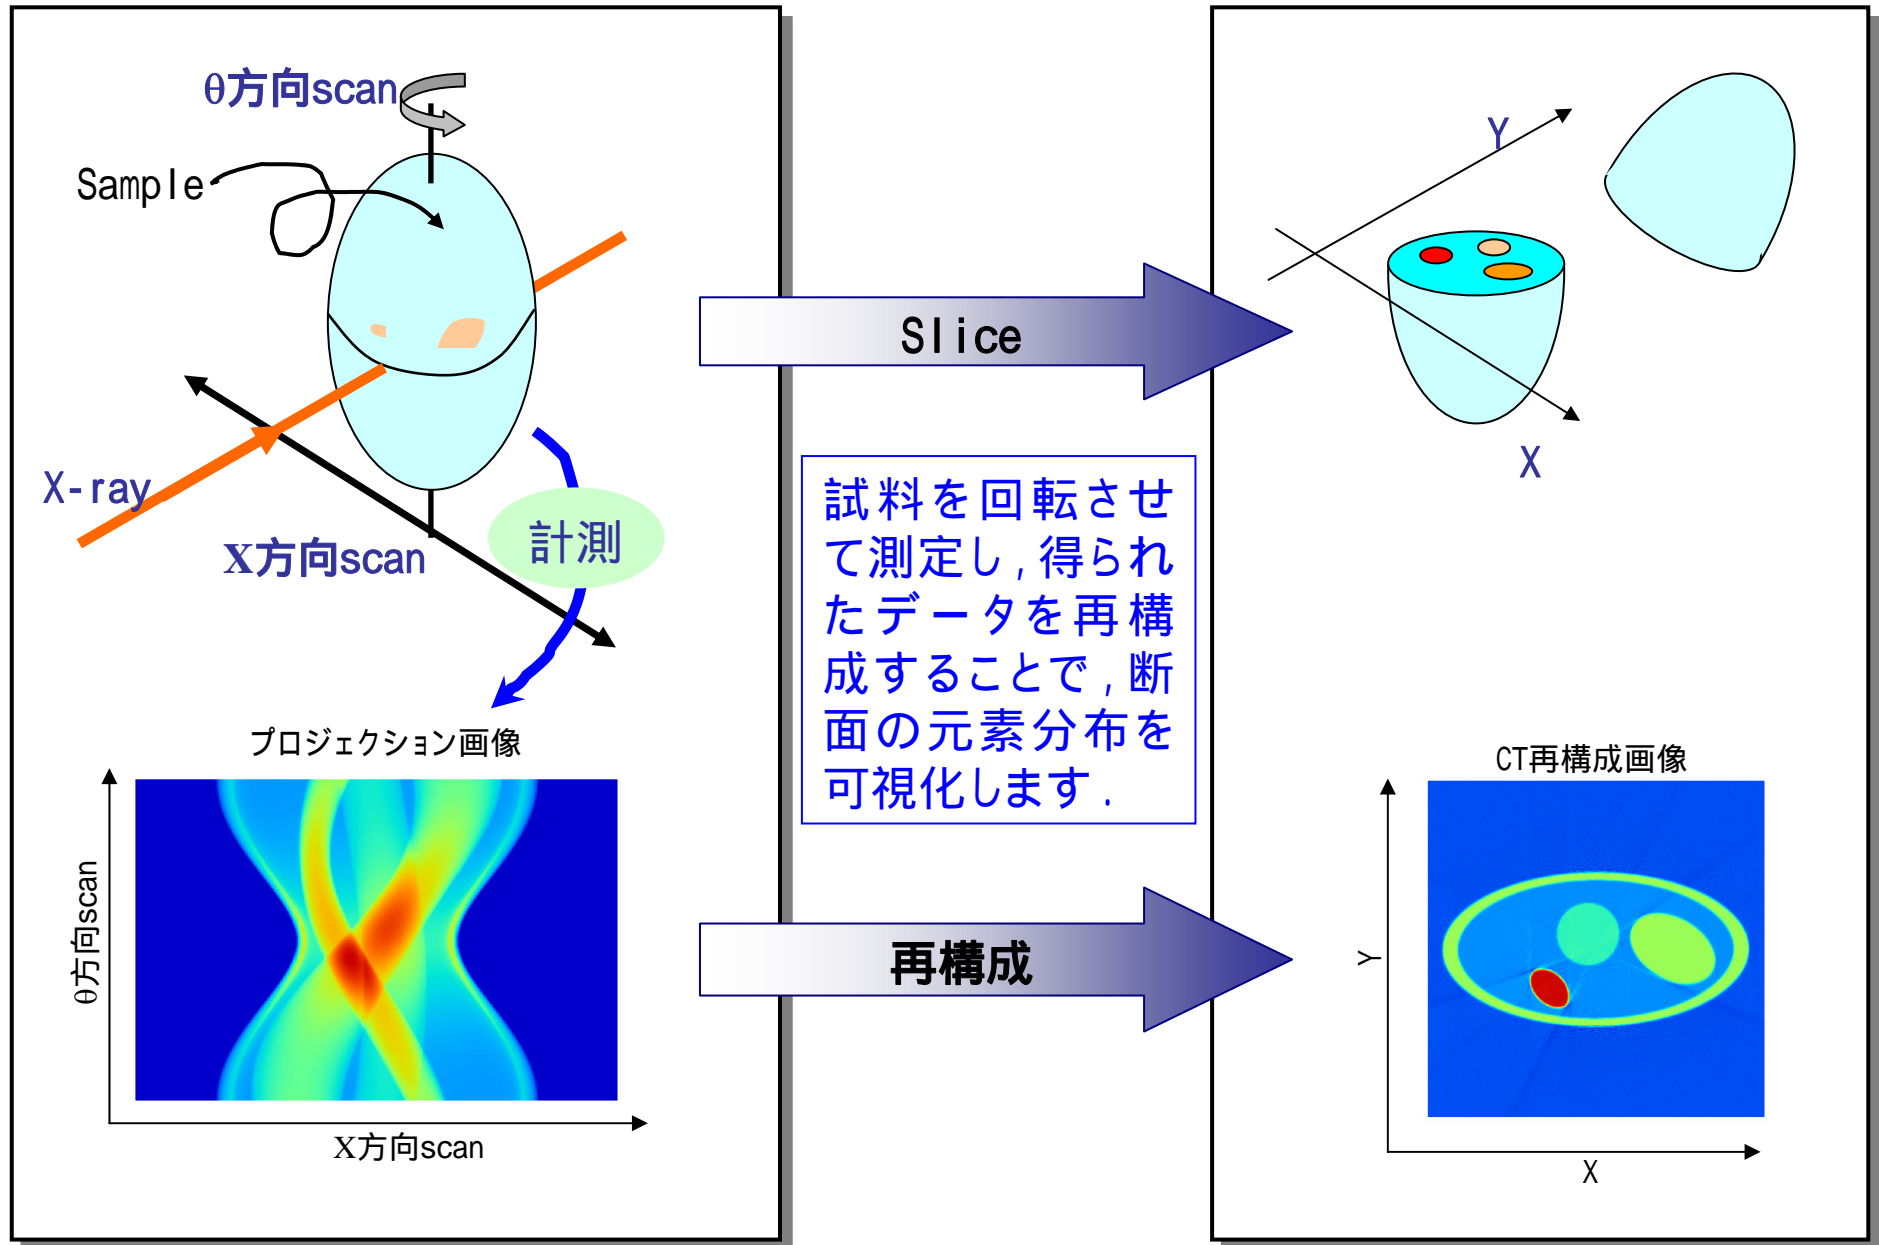 θ方向scan
Sample
X-ray
X方向scan
計測
プロジェクション画像
θ方向scan
X方向scan
Slice
試料を回転させ
て測定し,得られ
たデータを再構
成することで,断
面の元素分布を
可視化します.
再構成
Y
X
CT再構成画像
Y
X